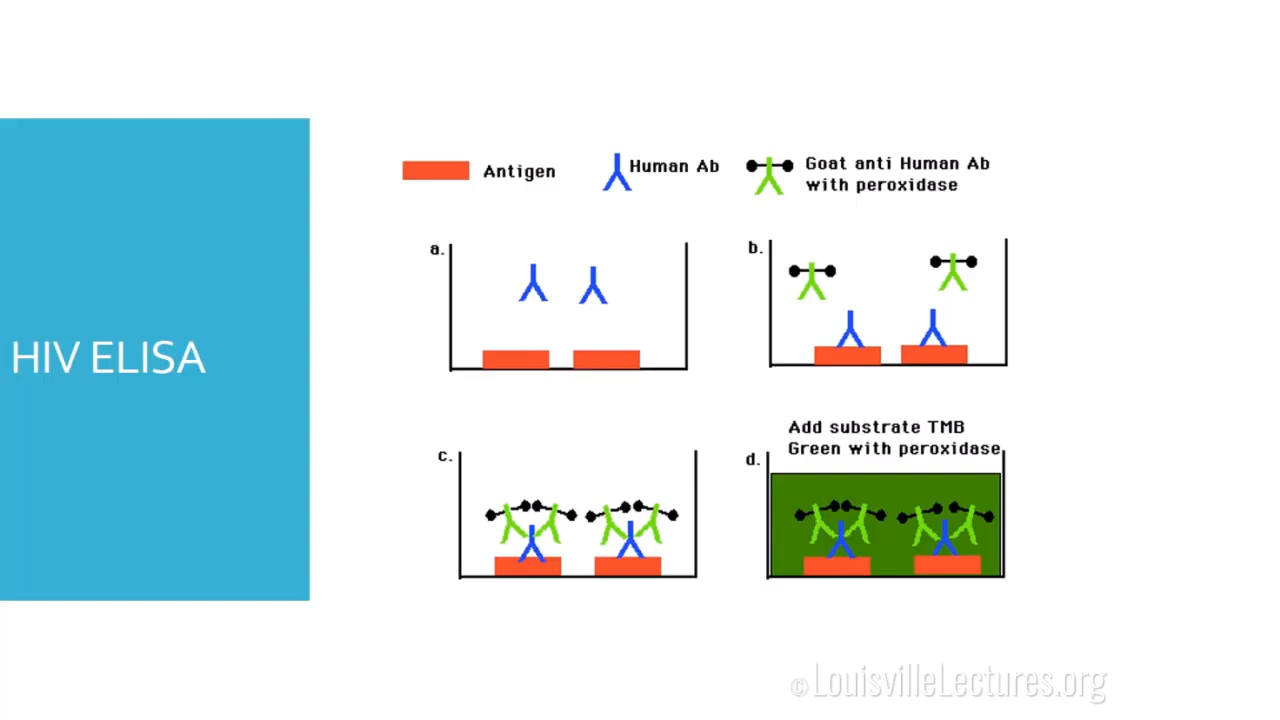 HIV ELISA
Antigen
Human Ab
Goat anti Human Ab
with peroxidase
a.
b.
c.
Add substrate TMB
Green with peroxidase
d.
©LouisvilleLectures.org